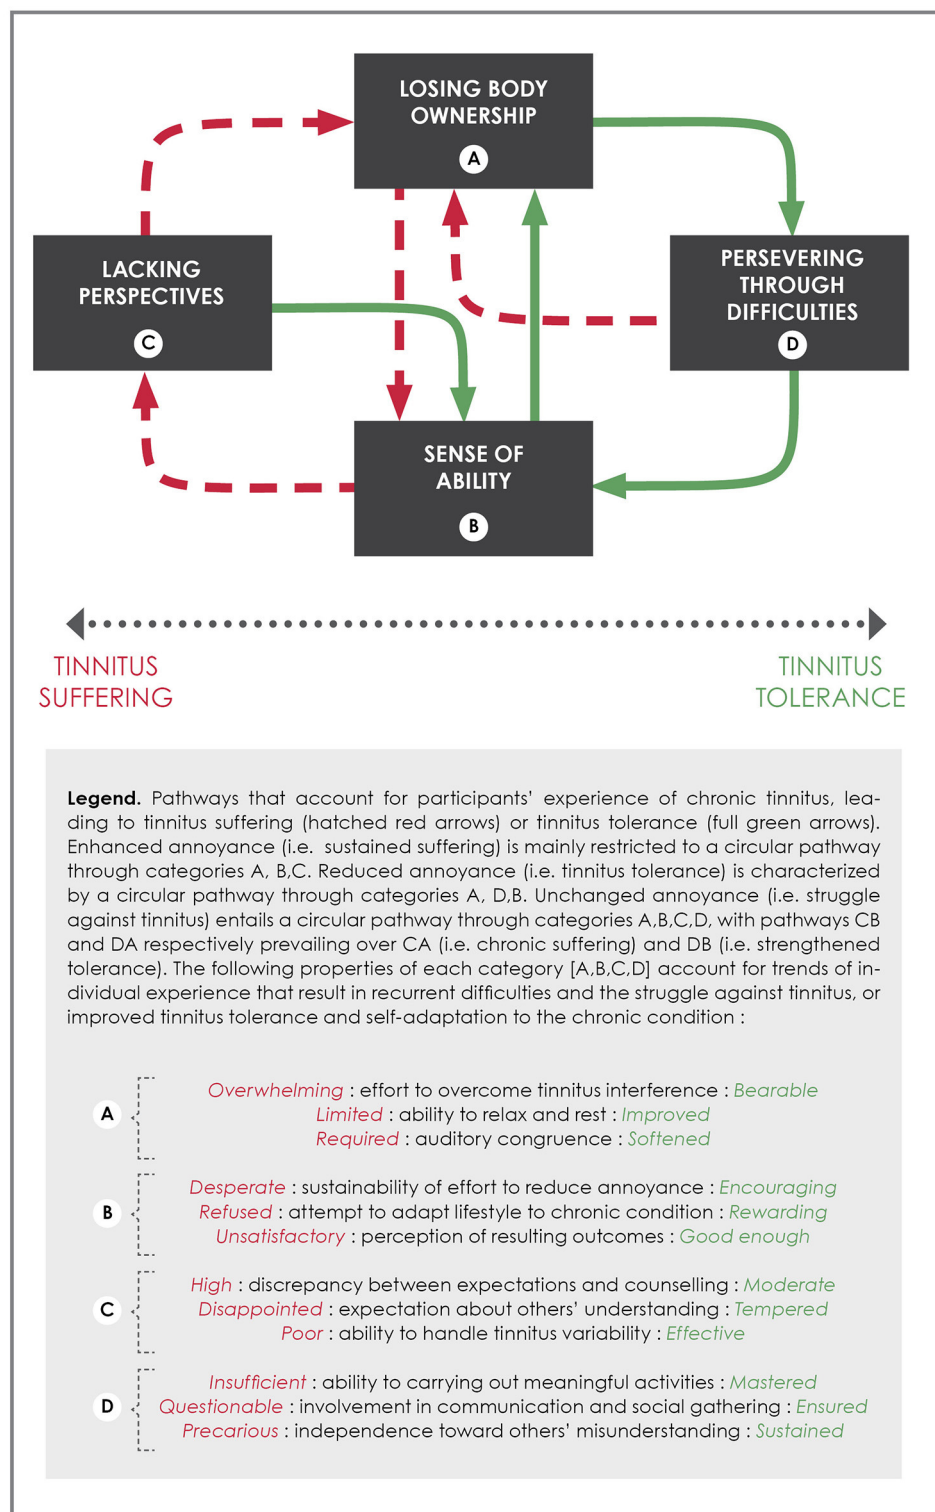 LOSING BODY
OWNERSHIP
A
LACKING
PERSPECTIVES
C
PERSEVERING
THROUGH
DIFFICULTIES
D
SENSE OF
ABILITY
B
TINNITUS
SUFFERING
TINNITUS
TOLERANCE
Legend. Pathways that account for participants’ experience of chronic tinnitus, lea-
ding to tinnitus suffering (hatched red arrows) or tinnitus tolerance (full green arrows).
Enhanced annoyance (i.e. sustained suffering) is mainly restricted to a circular pathway
through categories A, B,C. Reduced annoyance (i.e. tinnitus tolerance) is characterized
by a circular pathway through categories A, D,B. Unchanged annoyance (i.e. struggle
against tinnitus) entails a circular pathway through categories A,B,C,D, with pathways CB
and DA respectively prevailing over CA (i.e. chronic suffering) and DB (i.e. strengthened
tolerance). The following properties of each category [A,B,C,D] account for trends of in-
dividual experience that result in recurrent difficulties and the struggle against tinnitus, or
improved tinnitus tolerance and self-adaptation to the chronic condition :
A
Overwhelming : effort to overcome tinnitus interference : Bearable
Limited : ability to relax and rest : Improved
Required : auditory congruence : Softened
B
Desperate : sustainability of effort to reduce annoyance : Encouraging
Refused : attempt to adapt lifestyle to chronic condition : Rewarding
Unsatisfactory : perception of resulting outcomes : Good enough
C
High : discrepancy between expectations and counselling : Moderate
Disappointed : expectation about others’ understanding : Tempered
Poor : ability to handle tinnitus variability : Effective
D
Insufficient : ability to carrying out meaningful activities : Mastered
Questionable : involvement in communication and social gathering : Ensured
Precarious : independence toward others’ misunderstanding : Sustained